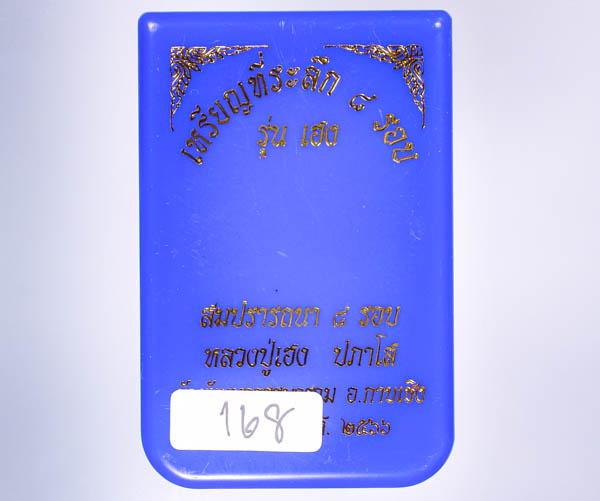 เหรียญที่ระลึก ๘ รอบ
รุ่น เฮง
สมปรารถนา ๘ รอบ
หลวงปู่เฮง ปภาโส
อ.กาบเชิง
๒๕๖๖
168